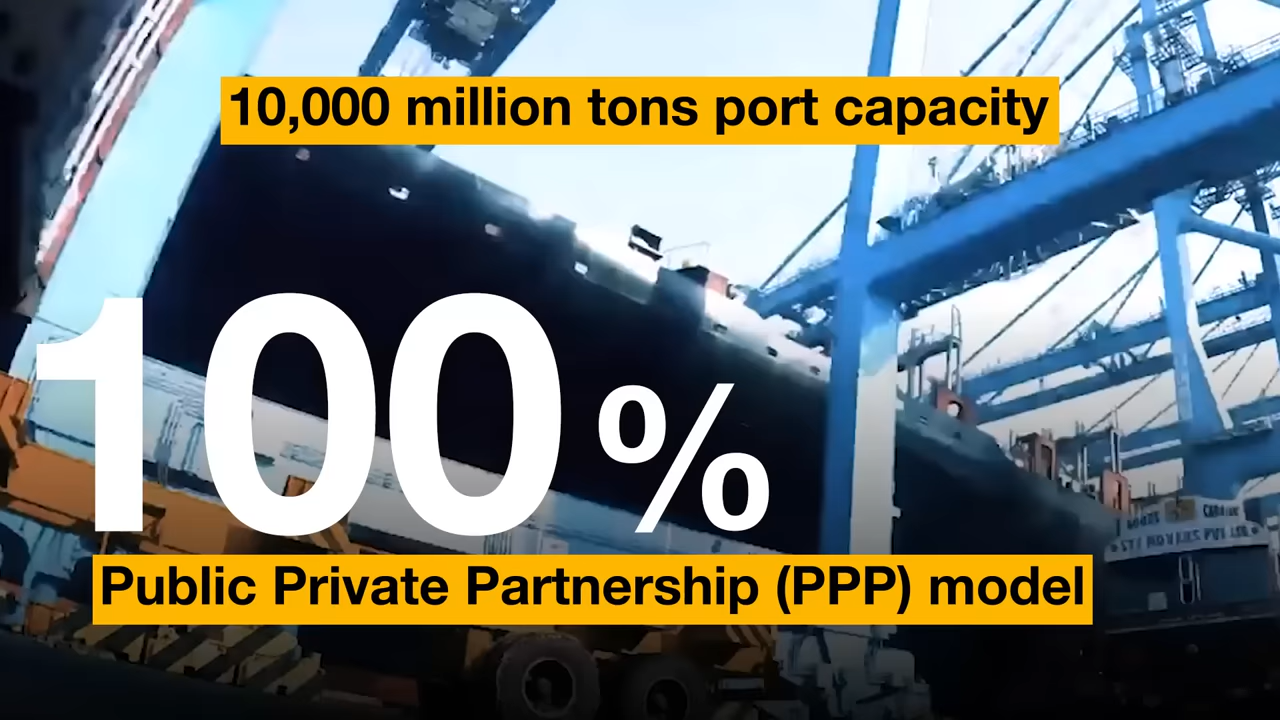 10,000 million tons port capacity
100%
Public Private Partnership (PPP) model